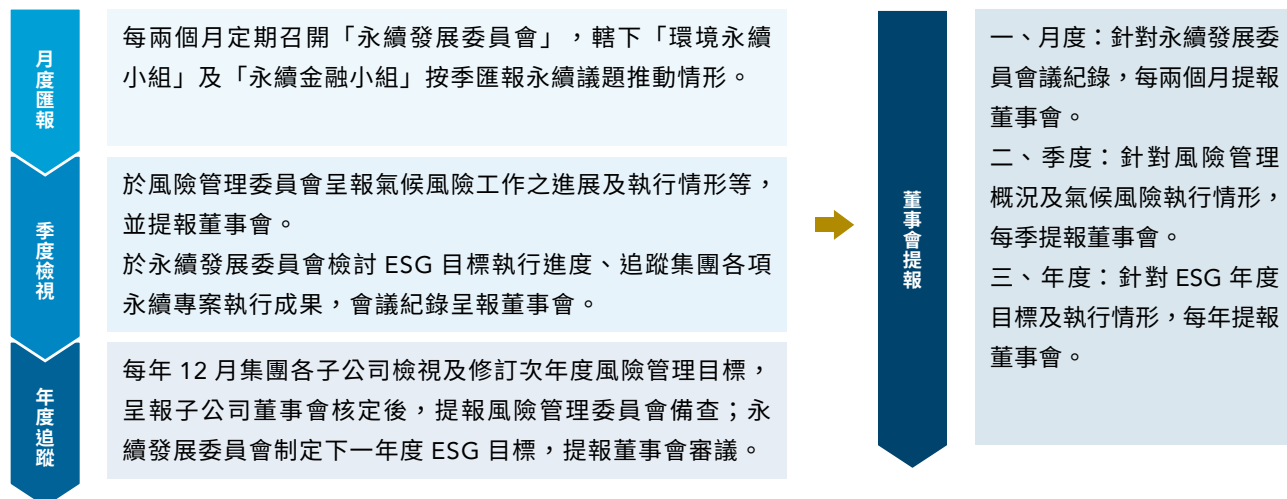 月度匯報
每兩個月定期召開「永續發展委員會」，轄下「環境永續
小組」及「永續金融小組」按季匯報永續議題推動情形。
季度檢視
於風險管理委員會呈報氣候風險工作之進展及執行情形等，
並提報董事會。
於永續發展委員會檢討 ESG 目標執行進度、追蹤集團各項
永續專案執行成果，會議紀錄呈報董事會。
年度追蹤
每年 12 月集團各子公司檢視及修訂次年度風險管理目標，
呈報子公司董事會核定後，提報風險管理委員會備查；永
續發展委員會制定下一年度 ESG 目標，提報董事會審議。
董事會提報
一、月度：針對永續發展委
員會議紀錄，每兩個月提報
董事會。
二、季度：針對風險管理
概況及氣候風險執行情形，
每季提報董事會。
三、年度：針對 ESG 年度
目標及執行情形，每年提報
董事會。